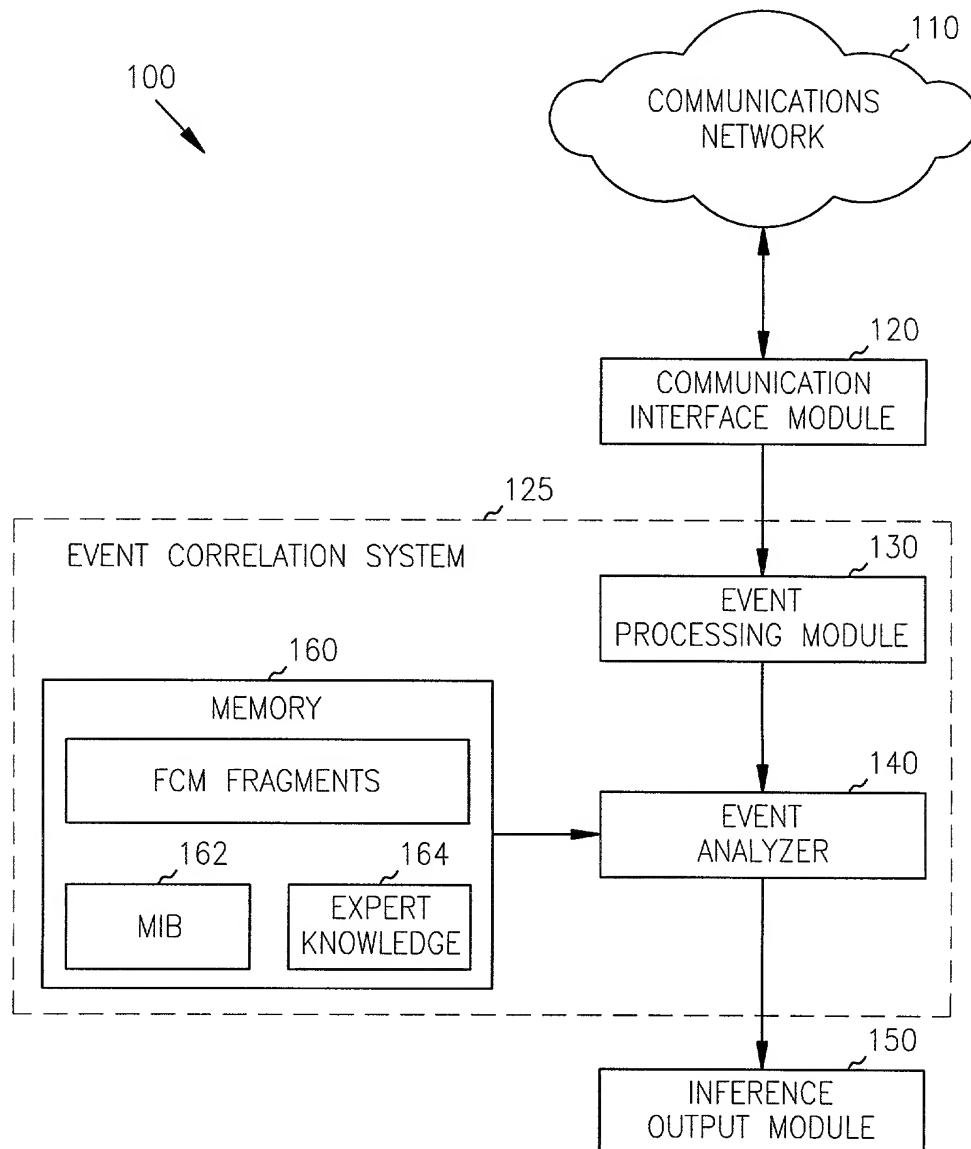 110
100
COMMUNICATIONS
NETWORK
120
COMMUNICATION
INTERFACE MODULE
125
EVENT CORRELATION SYSTEM
130
EVENT
PROCESSING MODULE
160
MEMORY
FCM FRAGMENTS
140
EVENT
ANALYZER
162
MIB
164
EXPERT
KNOWLEDGE
150
INFERENCE
OUTPUT MODULE